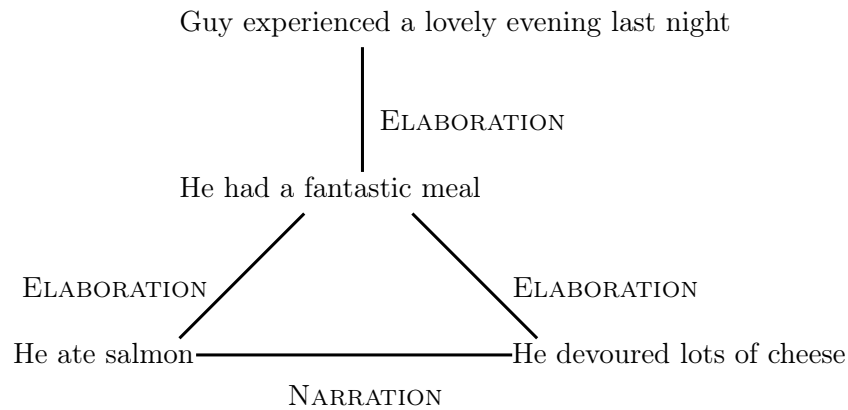 Guy experienced a lovely evening last night
ELABORATION
He had a fantastic meal
ELABORATION
ELABORATION
He ate salmon
He devoured lots of cheese
NARRATION